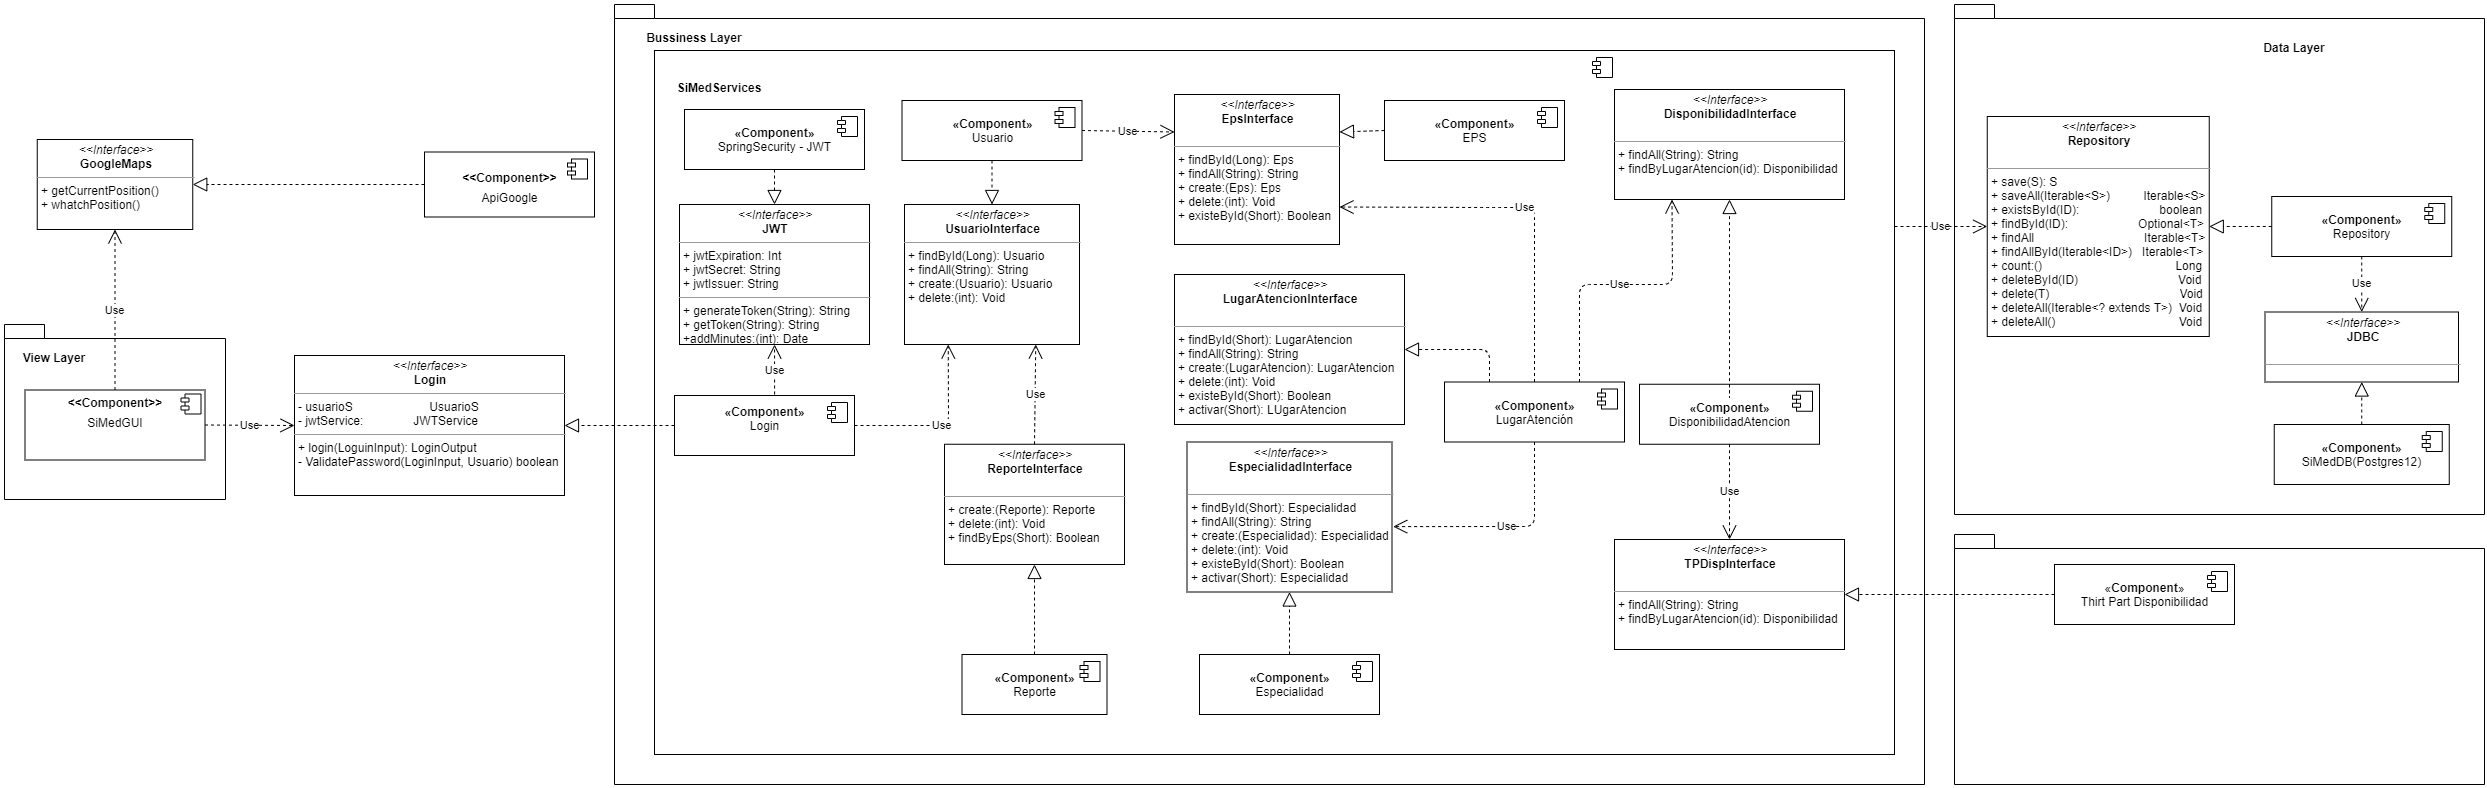 <<Interface>>
GoogleMaps
+ getCurrentPosition()
+ whatchPosition()
<<Component>>
ApiGoogle
Use
View Layer
<<Component>>
SiMedGUI
Use
<<Interface>>
Login
- usuarioS UsuarioS
- jwtService: JWTService
+ login(LoguinInput): LoginOutput
- ValidatePassword(LoginInput, Usuario) boolean
Bussiness Layer
SiMedServices
«Component»
SpringSecurity - JWT
<<Interface>>
JWT
+ jwtExpiration: Int
+ jwtSecret: String
+ jwtIssuer: String
+ generateToken(String): String
+ getToken(String): String
+addMinutes:(int): Date
Use
«Component»
Login
Use
«Component»
Usuario
Use
<<Interface>>
UsuarioInterface
+ findById(Long): Usuario
+ findAll(String): String
+ create:(Usuario): Usuario
+ delete:(int): Void
Use
<<Interface>>
ReporteInterface
+ create:(Reporte): Reporte
+ delete:(int): Void
+ findByEps(Short): Boolean
«Component»
Reporte
<<Interface>>
EpsInterface
+ findById(Long): Eps
+ findAll(String): String
+ create:(Eps): Eps
+ delete:(int): Void
+ existeById(Short): Boolean
«Component»
EPS
Use
<<Interface>>
LugarAtencionInterface
+ findById(Short): LugarAtencion
+ findAll(String): String
+ create:(LugarAtencion): LugarAtencion
+ delete:(int): Void
+ existeById(Short): Boolean
+ activar(Short): LUgarAtencion
<<Interface>>
EspecialidadInterface
+ findById(Short): Especialidad
+ findAll(String): String
+ create:(Especialidad): Especialidad
+ delete:(int): Void
+ existeById(Short): Boolean
+ activar(Short): Especialidad
«Component»
Especialidad
«Component»
LugarAtención
Use
Use
<<Interface>>
DisponibilidadInterface
+ findAll(String): String
+ findByLugarAtencion(id): Disponibilidad
«Component»
DisponibilidadAtencion
Use
<<Interface>>
TPDispInterface
+ findAll(String): String
+ findByLugarAtencion(id): Disponibilidad
Use
Data Layer
<<Interface>>
Repository
+ save(S): S
+ saveAll(Iterable<S>) Iterable<S>
+ existsById(ID): boolean
+ findById(ID): Optional<T>
+ findAll Iterable<T>
+ findAllById(Iterable<ID>) Iterable<T>
+ count:() Long
+ deleteById(ID) Void
+ delete(T) Void
+ deleteAll(Iterable<? extends T>) Void
+ deleteAll() Void
«Component»
Repository
Use
<<Interface>>
JDBC
«Component»
SiMedDB(Postgres12)
«Component»
Thirt Part Disponibilidad